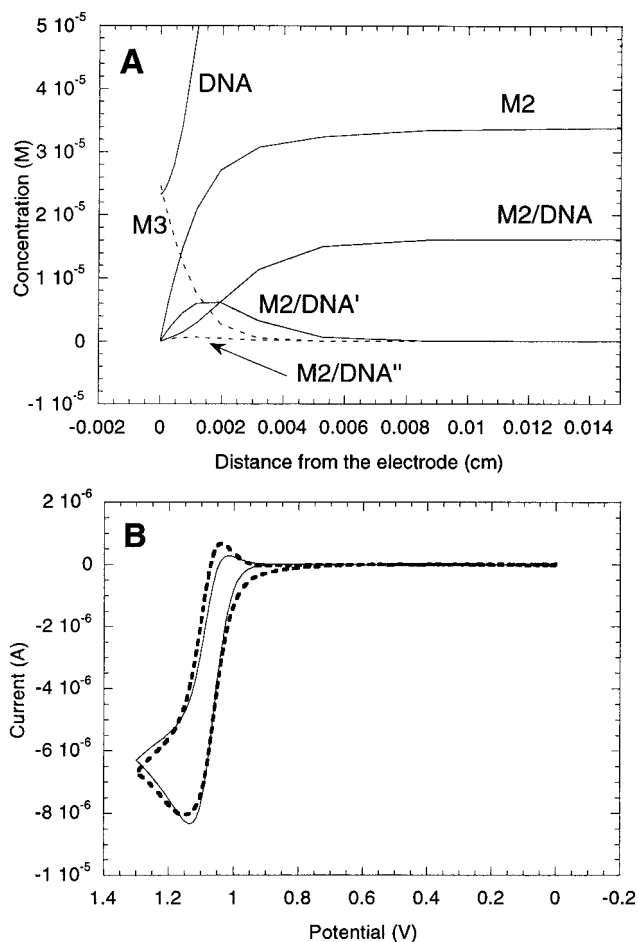 A
5 10-5
4 10-5
3 10-5
2 10-5
1 10-5
0
-1 10-5
Concentration (M)
DNA
M2
M3
M2/DNA
M2/DNA'
M2/DNA"
-0.002 0 0.002 0.004 0.006 0.008 0.01 0.012 0.014
Distance from the electrode (cm)
B
2 10-6
0
-2 10-6
-4 10-6
-6 10-6
-8 10-6
-1 10-5
Current (A)
1.4 1.2 1 0.8 0.6 0.4 0.2 0 -0.2
Potential (V)